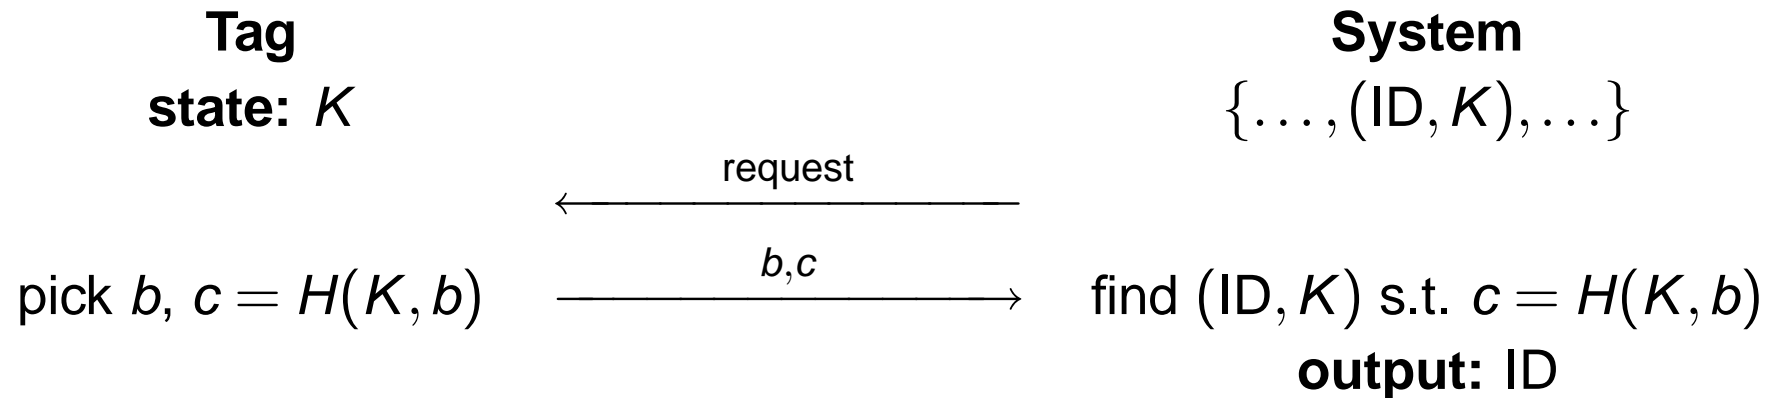 Tag System
state: K {..., (ID, K), ...}
request
b,c
pick b, c = H(K, b) find (ID, K) s.t. c = H(K, b)
output: ID